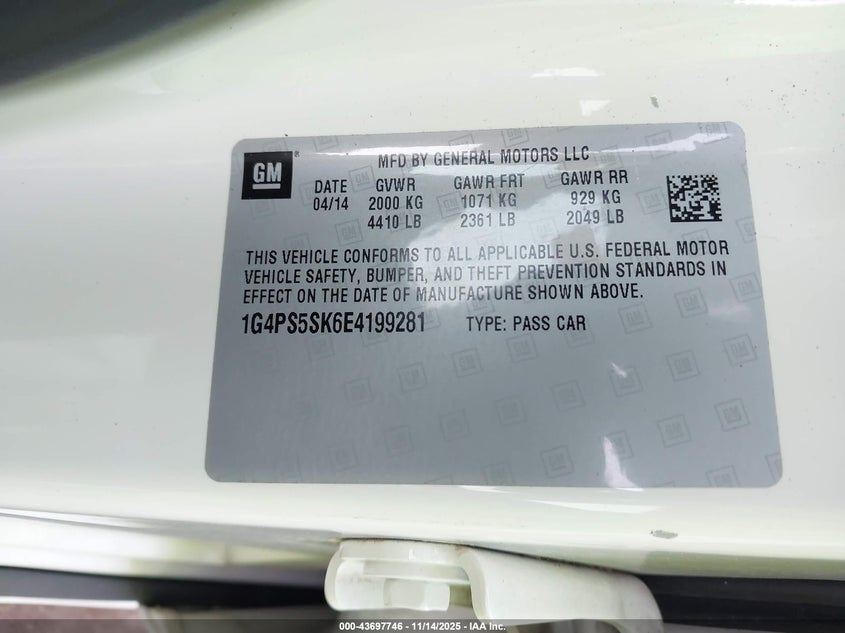 GM ®
MFD BY GENERAL MOTORS LLC
DATE GVWR GAWR FRT GAWR RR
04/14 2000 KG 1071 KG 929 KG
4410 LB 2361 LB 2049 LB
THIS VEHICLE CONFORMS TO ALL APPLICABLE U.S. FEDERAL MOTOR
VEHICLE SAFETY, BUMPER, AND THEFT PREVENTION STANDARDS IN
EFFECT ON THE DATE OF MANUFACTURE SHOWN ABOVE.
1G4PS5SK6E4199281 TYPE: PASS CAR
000-43697746 - 11/14/2025 - IAA Inc.